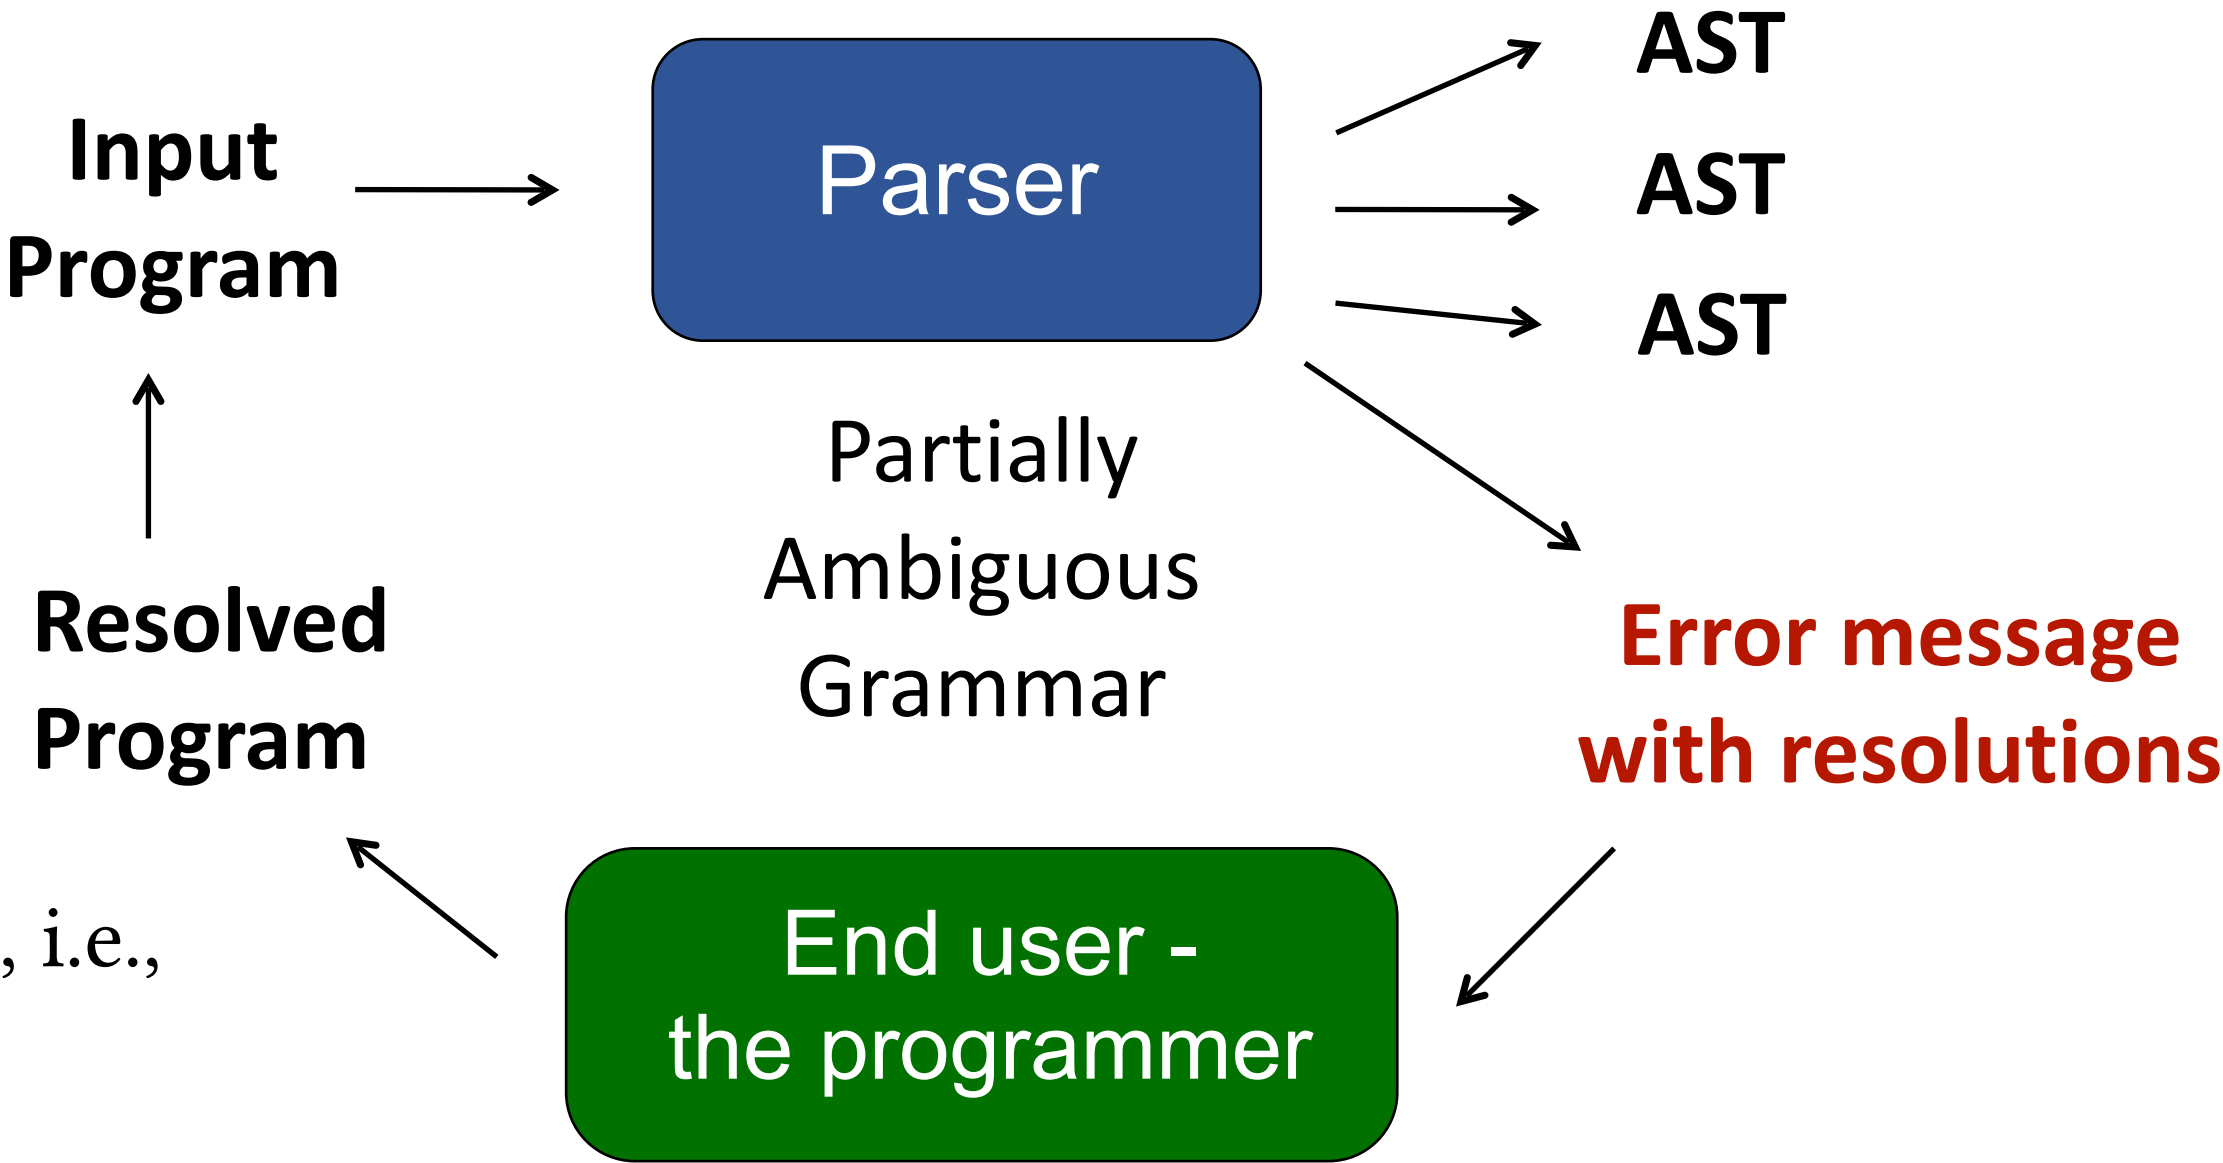 Input
Program
Parser
AST
AST
AST
Partially
Ambiguous
Grammar
Resolved
Program
Error message
with resolutions
, i.e.,
End user -
the programmer